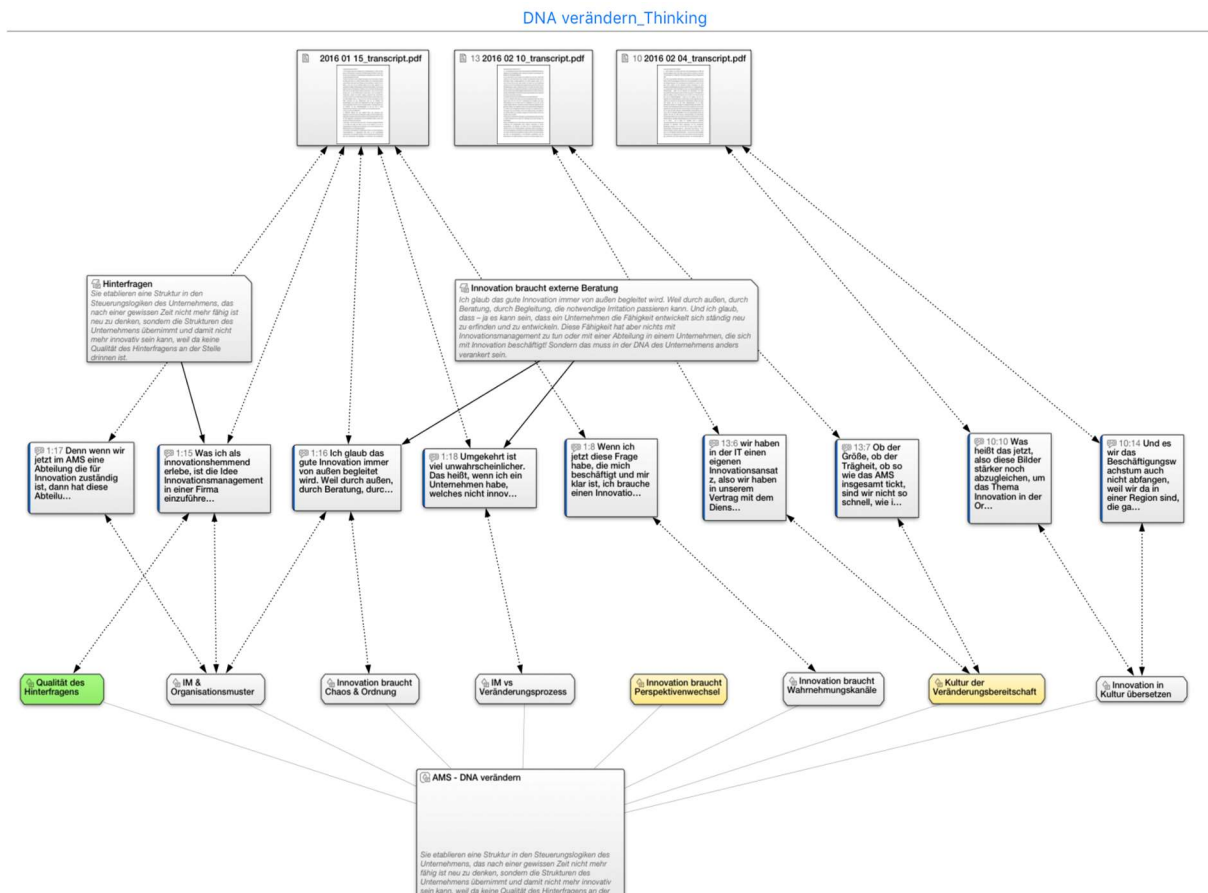 DNA verändern_Thinking
2016 01 15_transcript.pdf
13 2016 02 10_transcript.pdf
10 2016 02 04_transcript.pdf
Hinterfragen
Sie etablieren eine Struktur in den
Steuerungslogiken des Unternehmens, das
nach einer gewissen Zeit nicht mehr fähig ist
neu zu denken, sondern die Strukturen des
Unternehmens übernimmt und damit nicht
mehr innovativ sein kann, weil da keine
Qualität des Hinterfragens an der Stelle
drinnen ist.
Innovation braucht externe Beratung
Ich glaub das gute Innovation immer von außen begleitet wird. Weil durch außen, durch
Beratung, durch Begleitung, die notwendige Irritation passieren kann. Und ich glaub,
dass – ja es kann sein, dass ein Unternehmen die Fähigkeit entwickelt sich ständig neu
zu erfinden und zu entwickeln. Diese Fähigkeit hat aber nichts mit
Innovationsmanagement zu tun oder mit einer Abteilung in einem Unternehmen, die sich
mit Innovation beschäftigt! Sondern das muss in der DNA des Unternehmens anders
verankert sein.
1:17 Denn wenn wir
jetzt im AMS eine
Abteilung die für
Innovation zuständig
ist, dann hat diese
Abteilu...
1:15 Was ich als
innovationshemmend
erlebe, ist die Idee
Innovationsmanagement
in einer Firma
einzuführe...
1:16 Ich glaub das
gute Innovation immer
von außen begleitet
wird. Weil durch außen,
durch Beratung, durc...
1:18 Umgekehrt ist
viel unwahrscheinlicher.
Das heißt, wenn ich ein
Unternehmen habe,
welches nicht innov...
1:8 Wenn ich
jetzt diese Frage
habe, die mich
beschäftigt und mir
klar ist, ich brauche
einen Innovatio...
13:6 wir haben
in der IT einen
eigenen
Innovationsansat
z, also wir haben
in unserem
Vertrag mit dem
Diens...
13:7 Ob der
Größe, ob der
Trägheit, ob so
wie das AMS
insgesamt tickt,
sind wir nicht so
schnell, wie i...
10:10 Was
heißt das jetzt,
also diese Bilder
stärker noch
abzugleichen, um
das Thema
Innovation in der
Or...
10:14 Und es
wir das
Beschäftigungsw
achstum auch
nicht abfangen,
weil wir da in
einer Region sind,
die ga...
Qualität des
Hinterfragens
IM &
Organisationsmuster
Innovation braucht
Chaos & Ordnung
IM vs
Veränderungsprozess
Innovation braucht
Perspektivenwechsel
Innovation braucht
Wahrnehmungskanäle
Kultur der
Veränderungsbereitschaft
Innovation in
Kultur übersetzen
AMS - DNA verändern
Sie etablieren eine Struktur in den Steuerungslogiken des
Unternehmens, das nach einer gewissen Zeit nicht mehr
fähig ist neu zu denken, sondern die Strukturen des
Unternehmens übernimmt und damit nicht mehr innovativ
sein kann, weil da keine Qualität des Hinterfragens an der